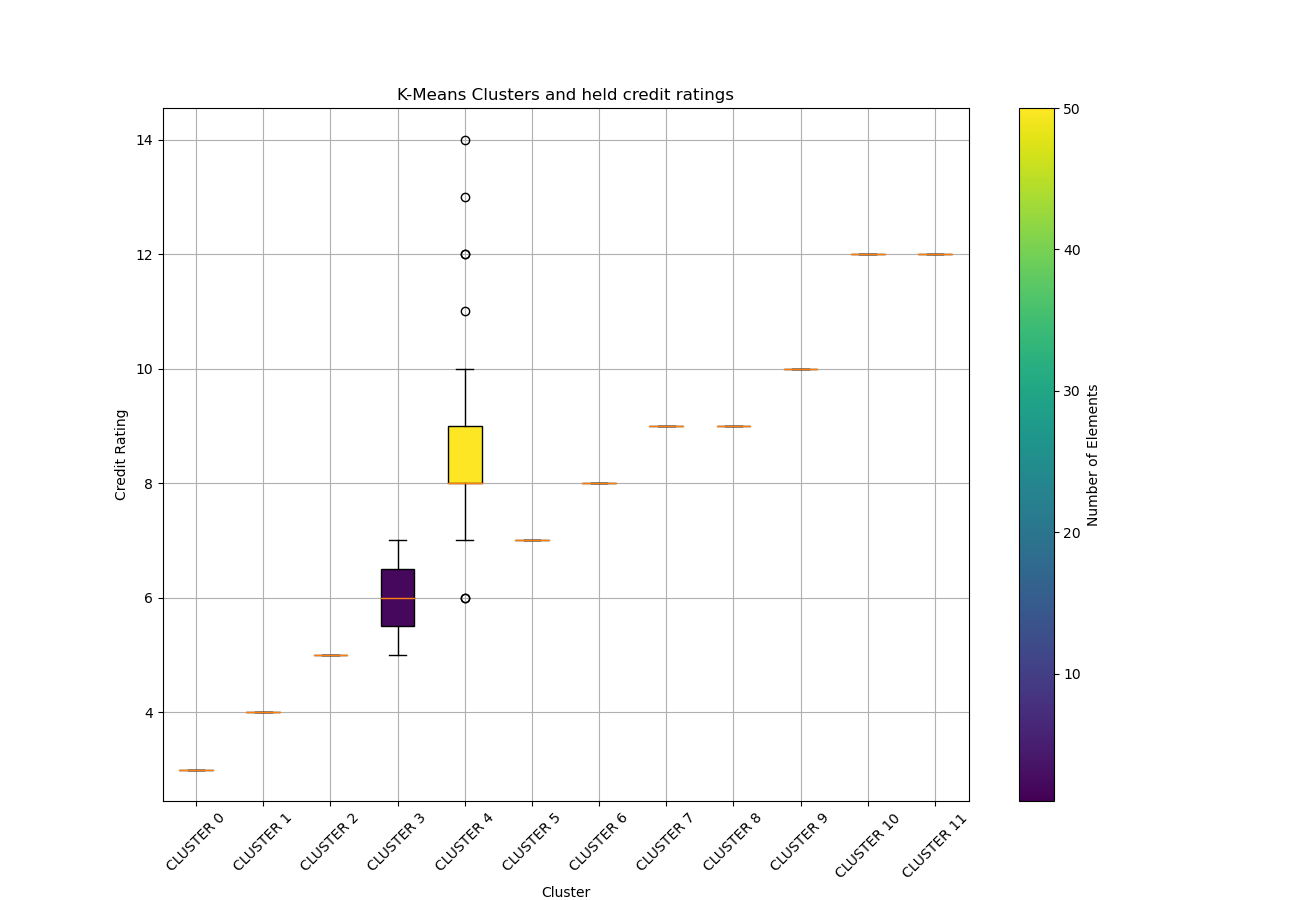 K-Means Clusters and held credit ratings
14
12
10
8
6
4
Credit Rating
CLUSTER 0
CLUSTER 1
CLUSTER 2
CLUSTER 3
CLUSTER 4
CLUSTER 5
CLUSTER 6
CLUSTER 7
CLUSTER 8
CLUSTER 9
CLUSTER 10
CLUSTER 11
Cluster
50
40
30
20
10
Number of Elements